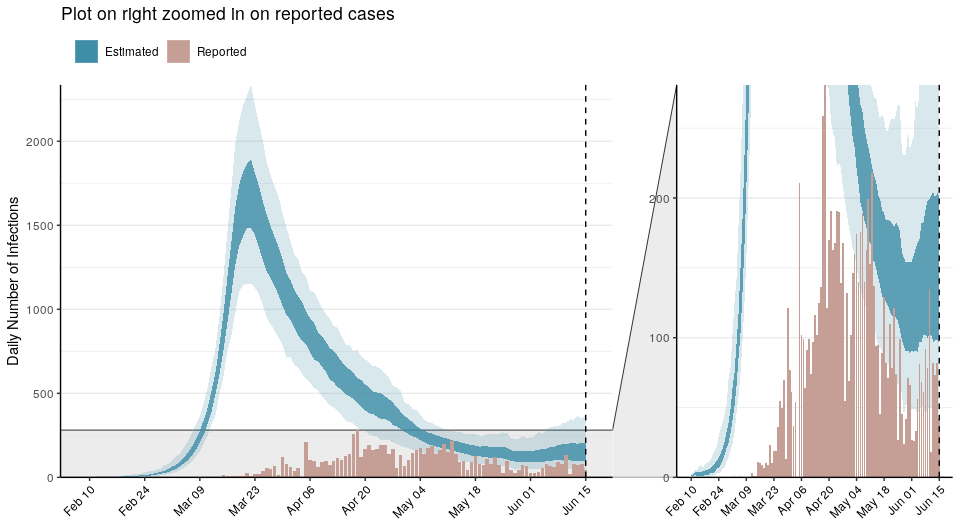 Plot on right zoomed in on reported cases
Estimated Reported
Daily Number of Infections
2000
1500
1000
500
0
Feb 10 Feb 24 Mar 09 Mar 23 Apr 06 Apr 20 May 04 May 18 Jun 01 Jun 15
200
100
0
Feb 10 Feb 24 Mar 09 Mar 23 Apr 06 Apr 20 May 04 May 18 Jun 01 Jun 15